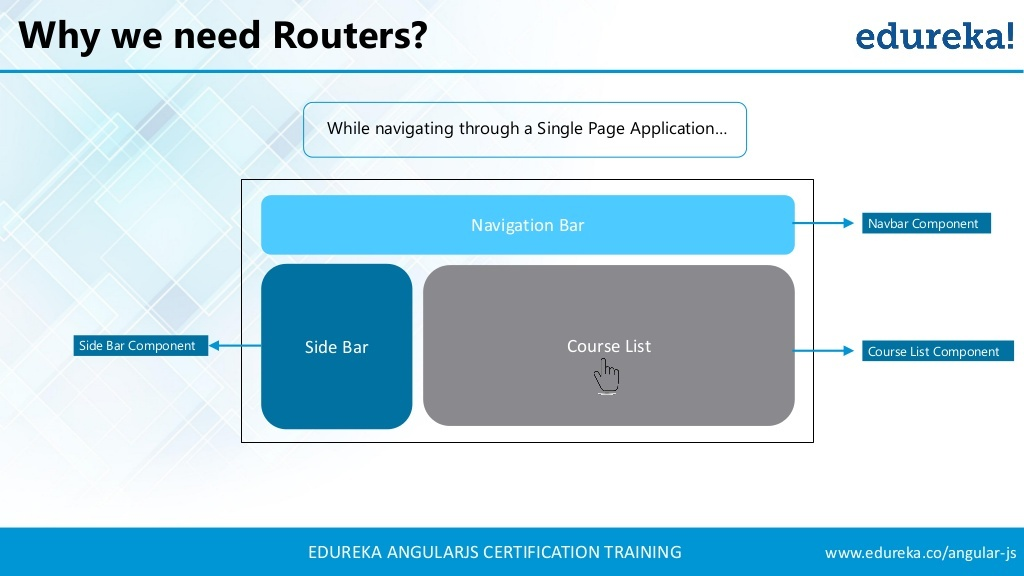 Why we need Routers?
edureka!
While navigating through a Single Page Application...
Navigation Bar
Navbar Component
Side Bar Component
Side Bar
Course List
Course List Component
EDUREKA ANGULARJS CERTIFICATION TRAINING
www.edureka.co/angular-js